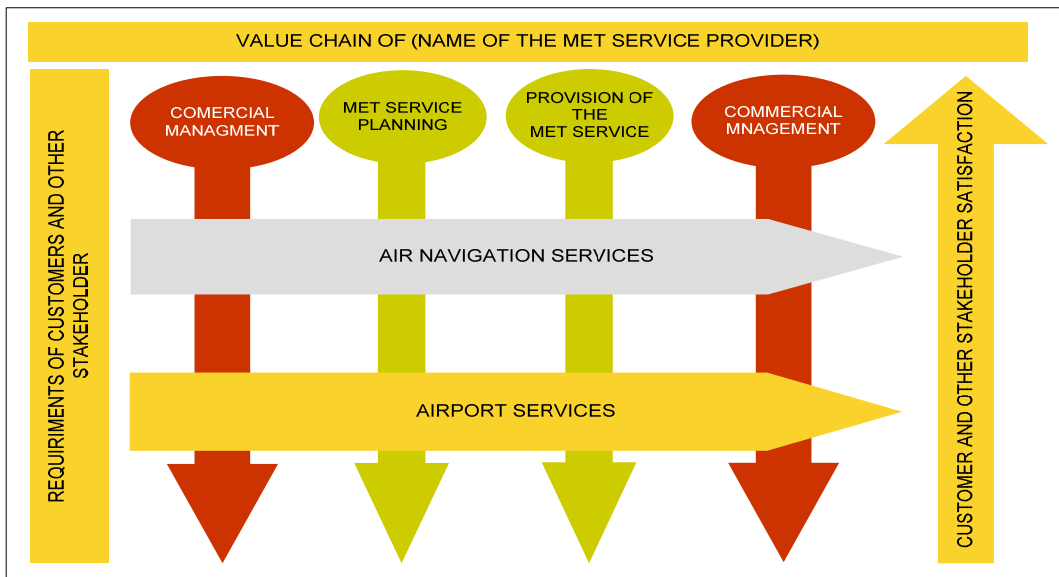 VALUE CHAIN OF (NAME OF THE MET SERVICE PROVIDER)
REQUIRIMENTS OF CUSTOMERS AND OTHER
STAKEHOLDER
COMERCIAL
MANAGMENT
MET SERVICE
PLANNING
PROVISION OF
THE
MET SERVICE
COMMERCIAL
MNAGEMENT
AIR NAVIGATION SERVICES
AIRPORT SERVICES
CUSTOMER AND OTHER STAKEHOLDER SATISFACTION